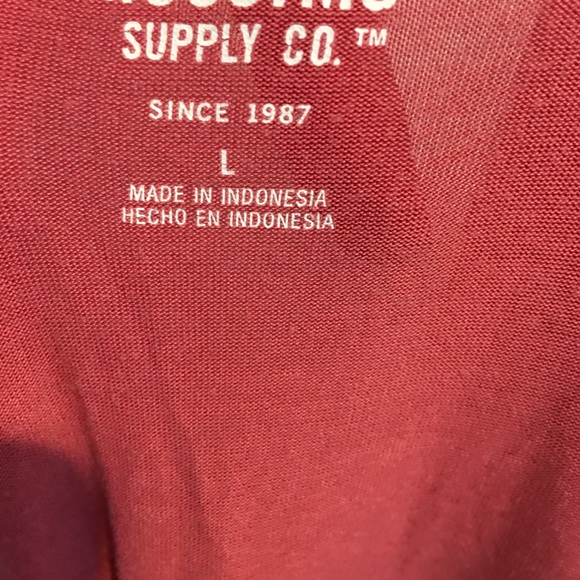 SUPPLY CO.™
SINCE 1987
L
MADE IN INDONESIA
HECHO EN INDONESIA